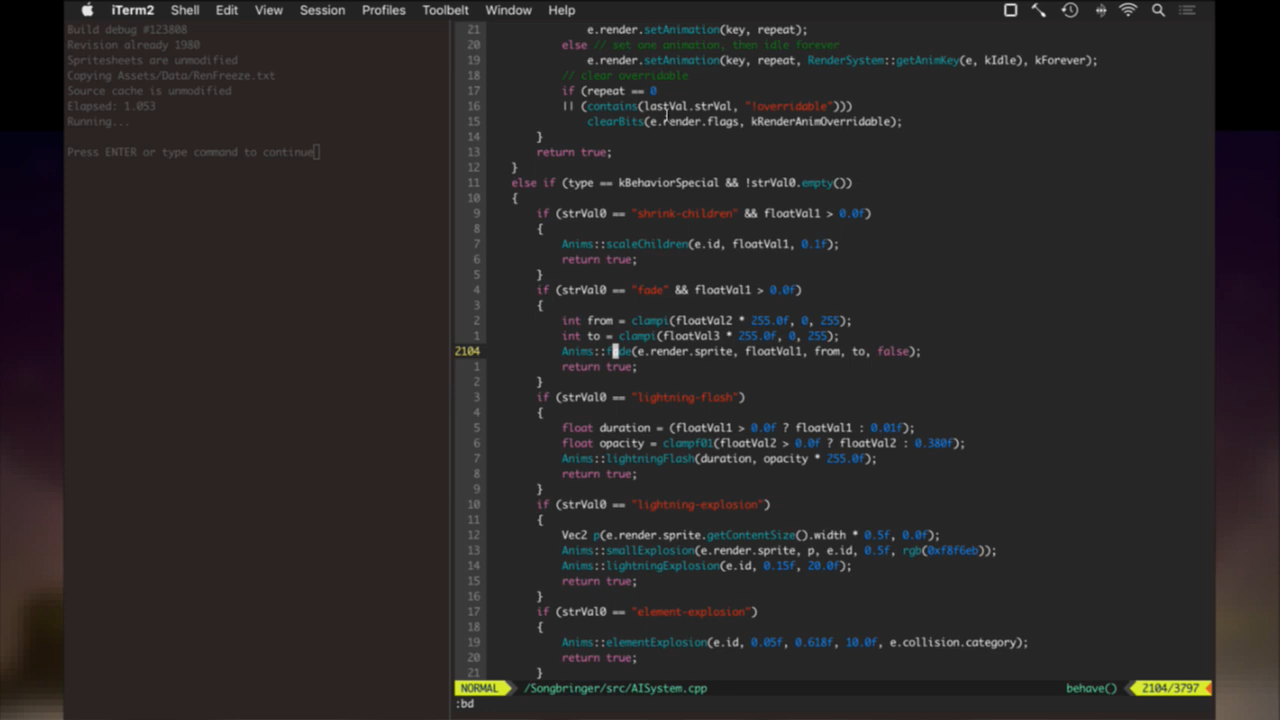 iTerm2 Shell Edit View Session Profiles Toolbelt Window Help
Build debug #123808
Revision already 1980
Spritesheets are unmodified
Copying Assets/Data/RenFreeze.txt
Source cache is unmodified
Elapsed: 1.053
Running...
Press ENTER or type command to continue
21 e.render.setAnimation(key, repeat);
20 else // set one animation, then idle forever
19 e.render.setAnimation(key, repeat, RenderSystem::getAnimKey(e, kIdle), kForever);
18 // clear overridable
17 if (repeat == 0
16 || (contains(lastVal.strVal, "!overridable")))
15 clearBits(e.render.flags, kRenderAnimOverridable);
14 }
13 return true;
12 }
11 else if (type == kBehaviorSpecial && !strVal0.empty())
10 {
9 if (strVal0 == "shrink-children" && floatVal1 > 0.0f)
8 {
7 Anims::scaleChildren(e.id, floatVal1, 0.1f);
6 return true;
5 }
4 if (strVal0 == "fade" && floatVal1 > 0.0f)
3 {
2 int from = clampi(floatVal2 * 255.0f, 0, 255);
1 int to = clampi(floatVal3 * 255.0f, 0, 255);
2104 Anims::fade(e.render.sprite, floatVal1, from, to, false);
1 return true;
2 }
3 if (strVal0 == "lightning-flash")
4 {
5 float duration = (floatVal1 > 0.0f ? floatVal1 : 0.01f);
6 float opacity = clampf01(floatVal2 > 0.0f ? floatVal2 : 0.380f);
7 Anims::lightningFlash(duration, opacity * 255.0f);
8 return true;
9 }
10 if (strVal0 == "lightning-explosion")
11 {
12 Vec2 p(e.render.sprite.getContentSize().width * 0.5f, 0.0f);
13 Anims::smallExplosion(e.render.sprite, p, e.id, 0.5f, rgb(0xf8f6eb));
14 Anims::lightningExplosion(e.id, 0.15f, 20.0f);
15 return true;
16 }
17 if (strVal0 == "element-explosion")
18 {
19 Anims::elementExplosion(e.id, 0.05f, 0.618f, 10.0f, e.collision.category);
20 return true;
21 }
NORMAL /Songbringer/src/AISystem.cpp behave() 2104/3797
:bd